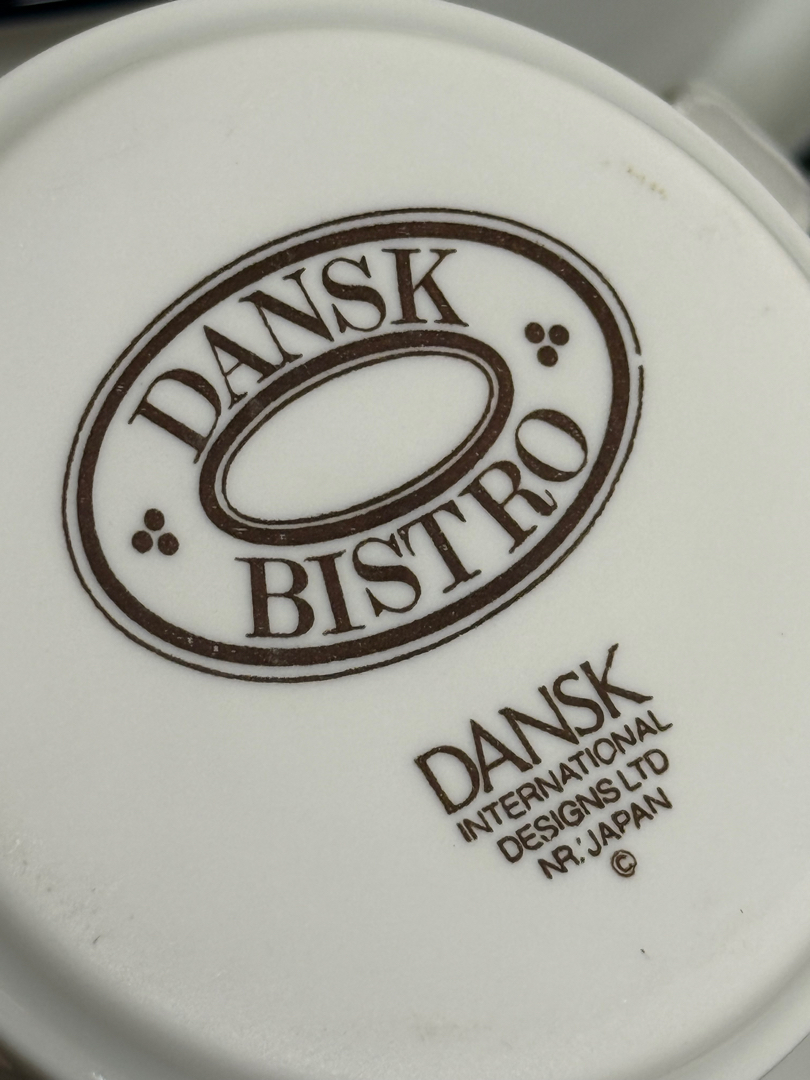 DANSK
BISTRO
DANSK
INTERNATIONAL
DESIGNS LTD
NR. JAPAN
©